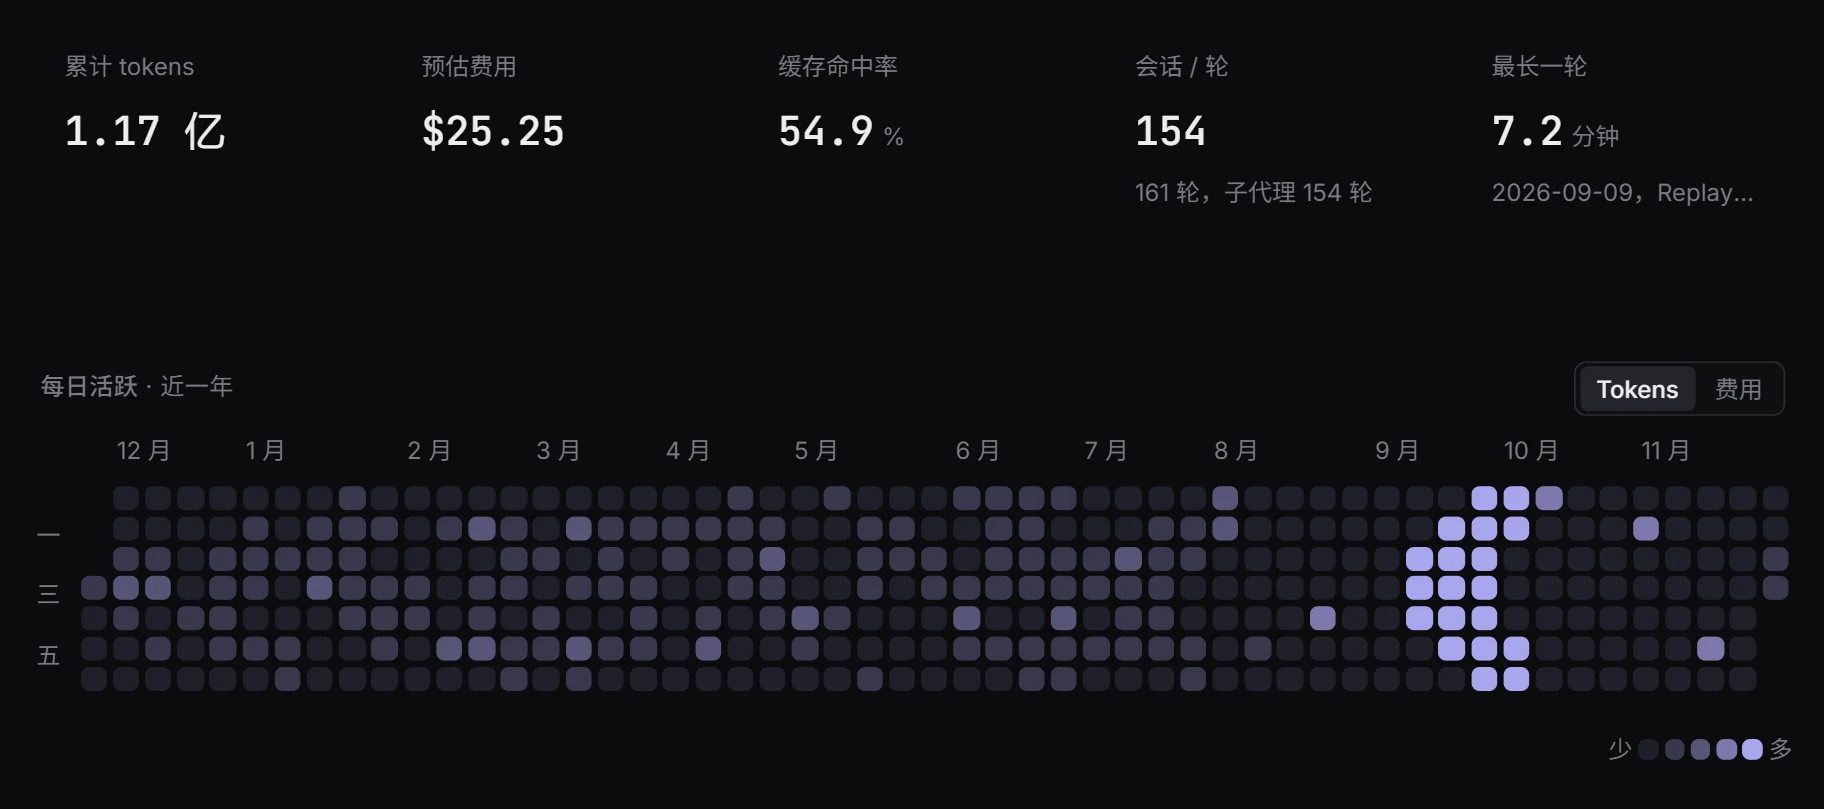 累计 tokens
预估费用
缓存命中率
会话 / 轮
最长一轮
1.17 亿
$25.25
54.9 %
154
7.2 分钟
161 轮，子代理 154 轮
2026-09-09，Replay...
每日活跃 · 近一年
Tokens
费用
12 月
1 月
2 月
3 月
4 月
5 月
6 月
7 月
8 月
9 月
10 月
11 月
一
三
五
少
多